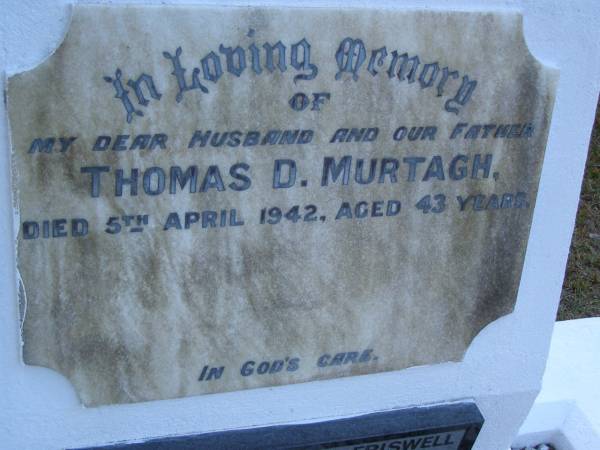 In Loving Memory
OF
MY DEAR HUSBAND AND OUR FATHER
THOMAS D. MURTAGH,
DIED 5TH APRIL 1942, AGED 43 YEARS.
IN GOD'S CARE.
FRISWELL